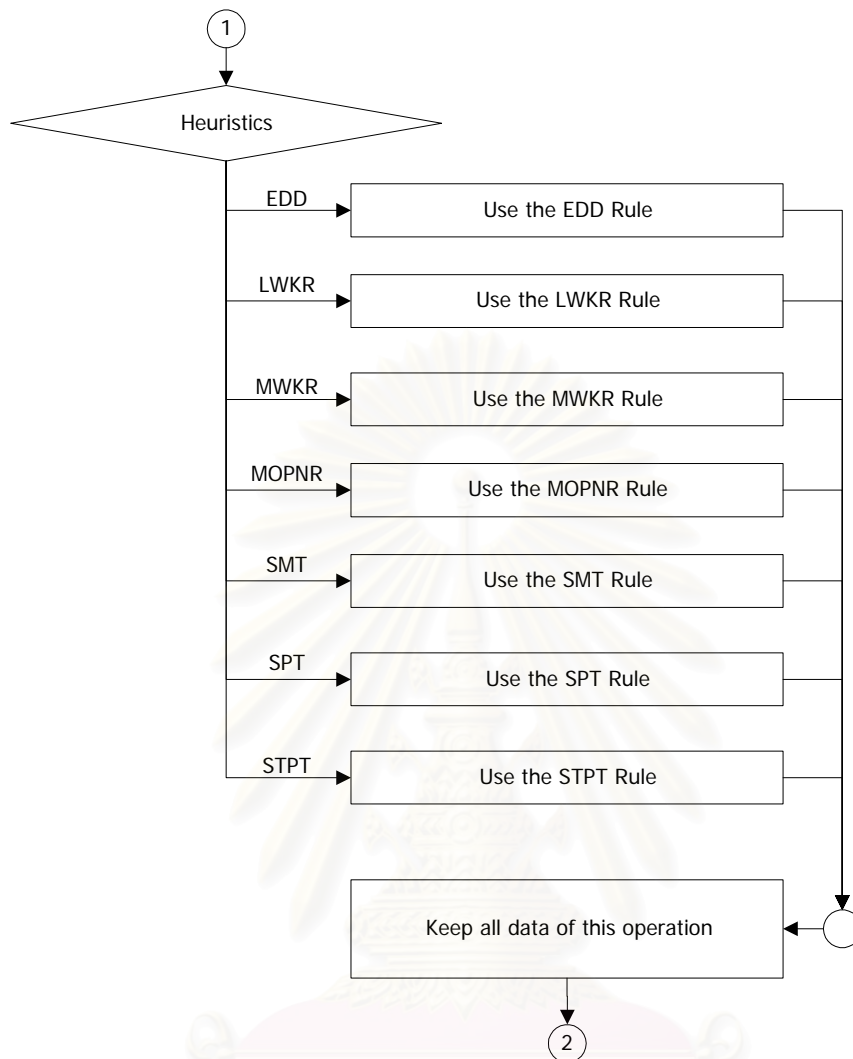 1
Heuristics
EDD
Use the EDD Rule
LWKR
Use the LWKR Rule
MWKR
Use the MWKR Rule
MOPNR
Use the MOPNR Rule
SMT
Use the SMT Rule
SPT
Use the SPT Rule
STPT
Use the STPT Rule
Keep all data of this operation
2